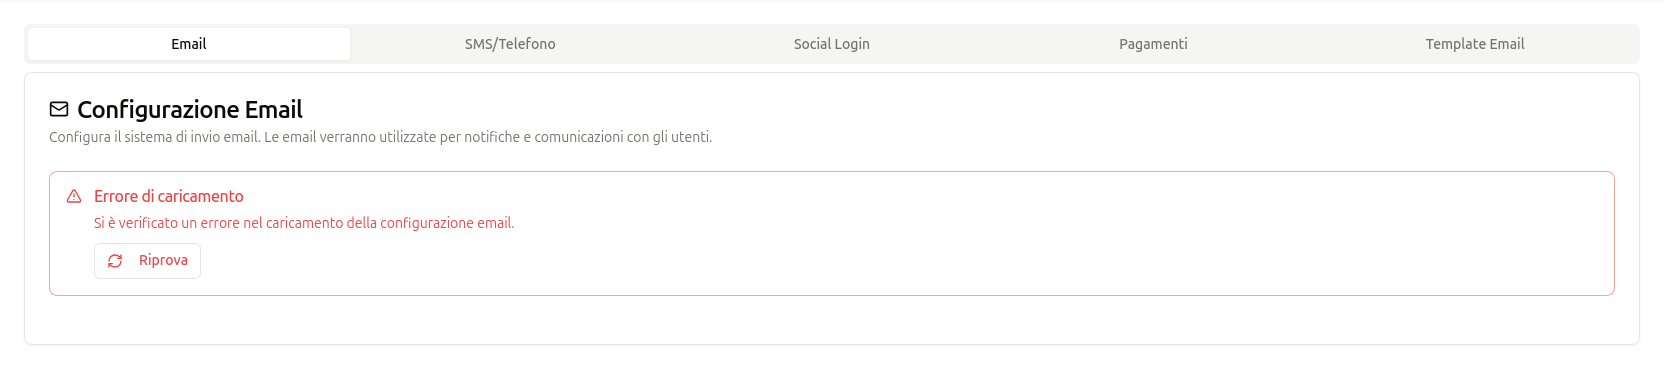 Email
SMS/Telefono
Social Login
Pagamenti
Template Email
Configurazione Email
Configura il sistema di invio email. Le email verranno utilizzate per notifiche e comunicazioni con gli utenti.
Errore di caricamento
Si è verificato un errore nel caricamento della configurazione email.
Riprova